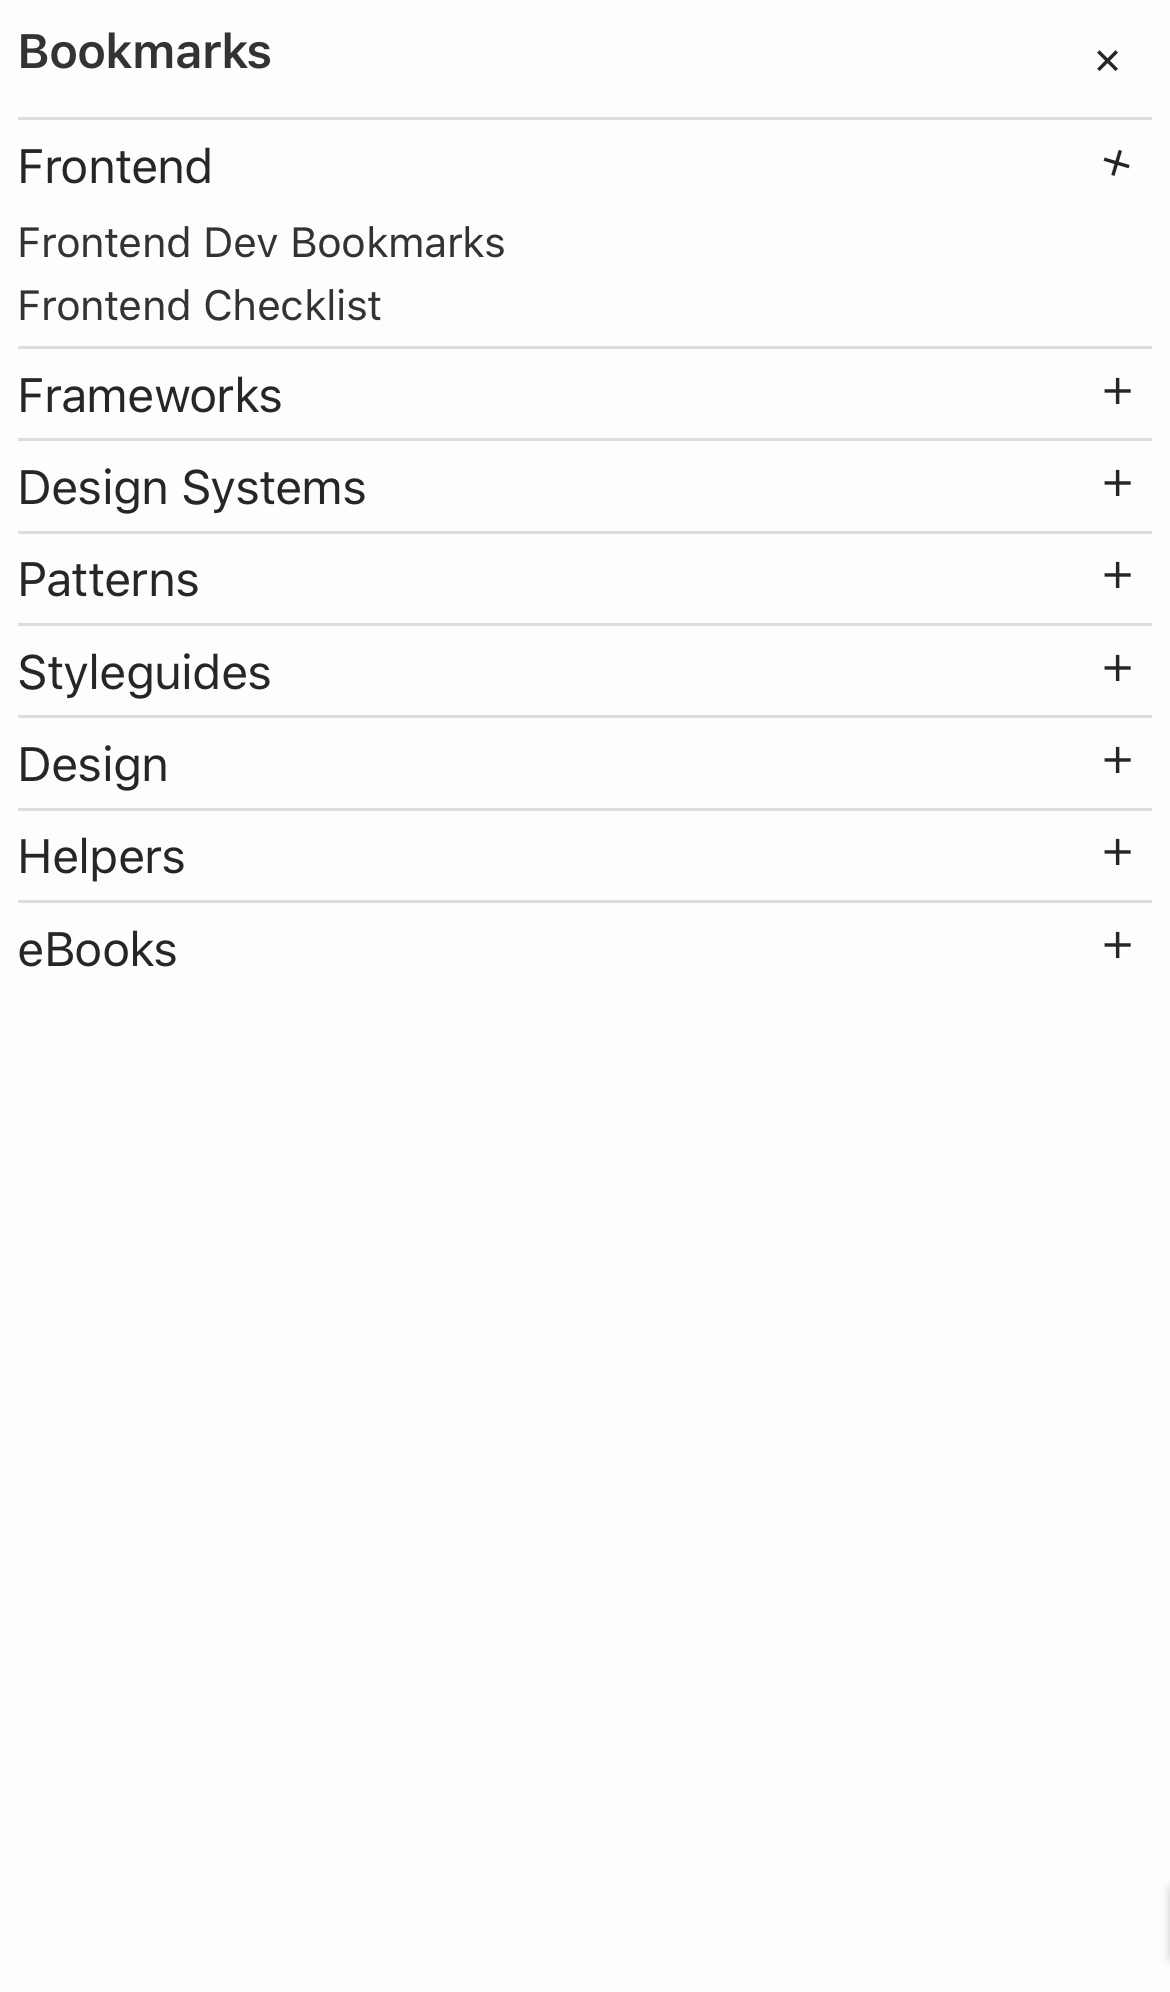 Bookmarks
Frontend
Frontend Dev Bookmarks
Frontend Checklist
Frameworks
Design Systems
Patterns
Styleguides
Design
Helpers
eBooks